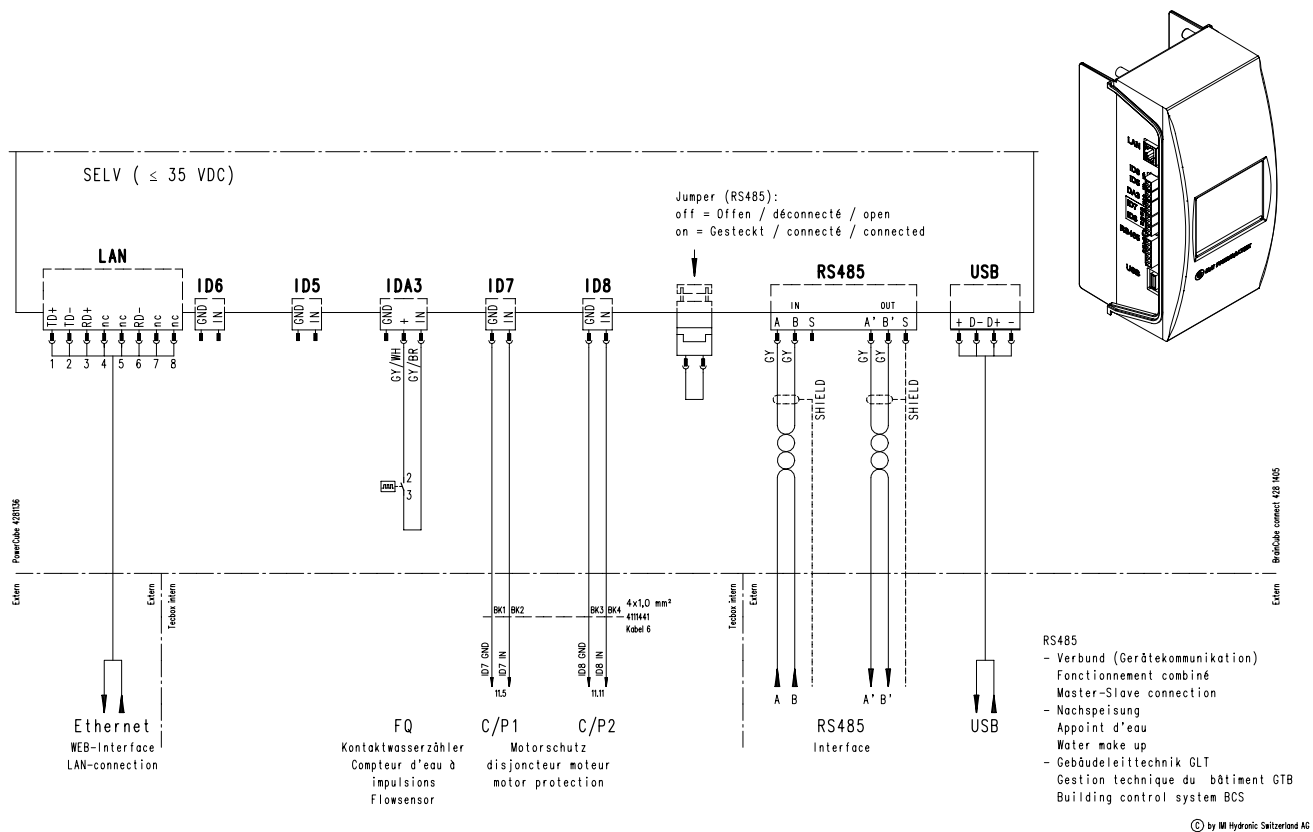 SELV ( ≤ 35 VDC)
Jumper (RS485):
off = Offen / déconnecté / open
on = Gesteckt / connecté / connected
LAN
ID6
ID5
IDA3
ID7
ID8
RS485
USB
TD+ TD- RD+ nc nc RD- nc nc
GND IN
GND IN
GND + IN
GND IN
GND IN
IN OUT
A B S A' B' S
+ D- D+ -
1 2 3 4 5 6 7 8
GY/WH
GY/BR
GY GY
GY GY
SHIELD
SHIELD
2
3
PowerCube 4281136
BrainCube connect 428 1405
Extern
Extern
Tecbox intern
Tecbox intern
Extern
Extern
BK1 BK2
BK3 BK4
4x1,0 mm²
4111441
Kabel 6
ID7 GND
ID7 IN
ID8 GND
ID8 IN
11,5
11,11
A B
A' B'
Ethernet
WEB-Interface
LAN-connection
FQ
Kontaktwasserzähler
Compteur d'eau à
impulsions
Flowsensor
C/P1
C/P2
Motorschutz
disjoncteur moteur
motor protection
RS485
Interface
USB
RS485
- Verbund (Gerätekommunikation)
Fonctionnement combiné
Master-Slave connection
- Nachspeisung
Appoint d'eau
Water make up
- Gebäudeleittechnik GLT
Gestion technique du bâtiment GTB
Building control system BCS
© by IMI Hydronic Switzerland AG
LAN
ID6
ID5
IDA3
ID7
ID8
RS485
USB